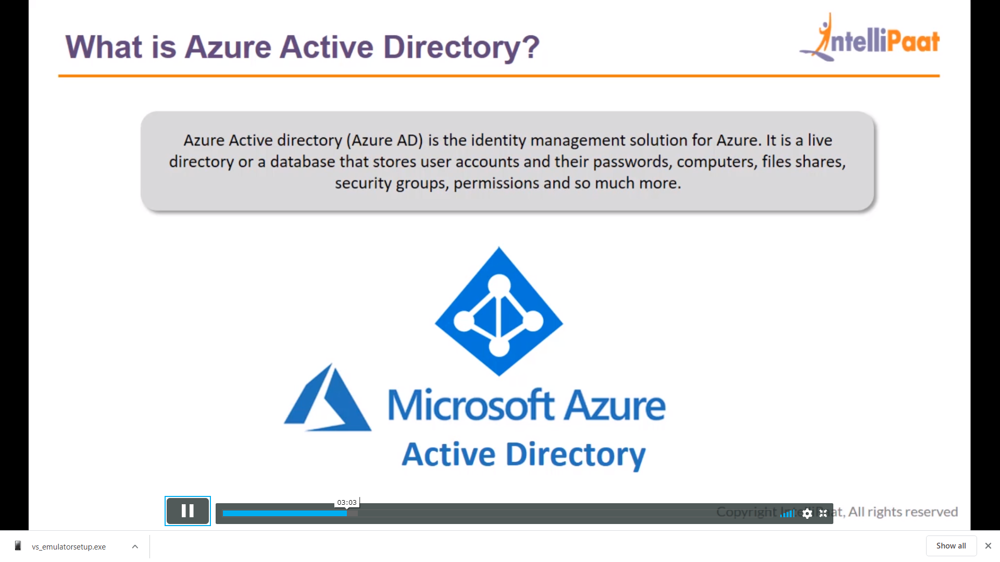 What is Azure Active Directory?
IntelliPaat
Azure Active directory (Azure AD) is the identity management solution for Azure. It is a live
directory or a database that stores user accounts and their passwords, computers, files shares,
security groups, permissions and so much more.
Microsoft Azure
Active Directory
03:03
Copyright IntelliPaat, All rights reserved
vs_emulatorsetup.exe
Show all